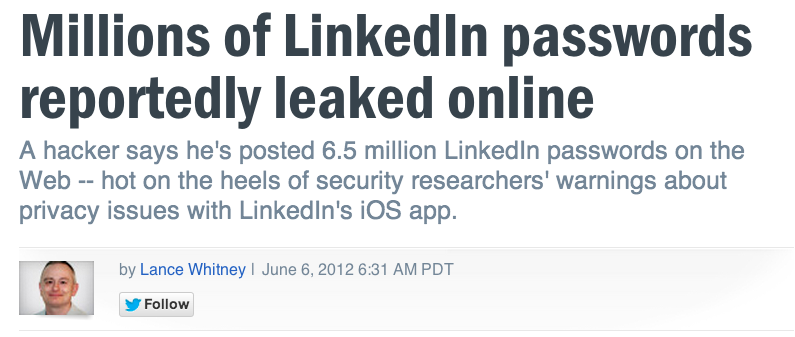 Millions of LinkedIn passwords
reportedly leaked online
A hacker says he's posted 6.5 million LinkedIn passwords on the
Web -- hot on the heels of security researchers' warnings about
privacy issues with LinkedIn's iOS app.
by Lance Whitney | June 6, 2012 6:31 AM PDT
Follow